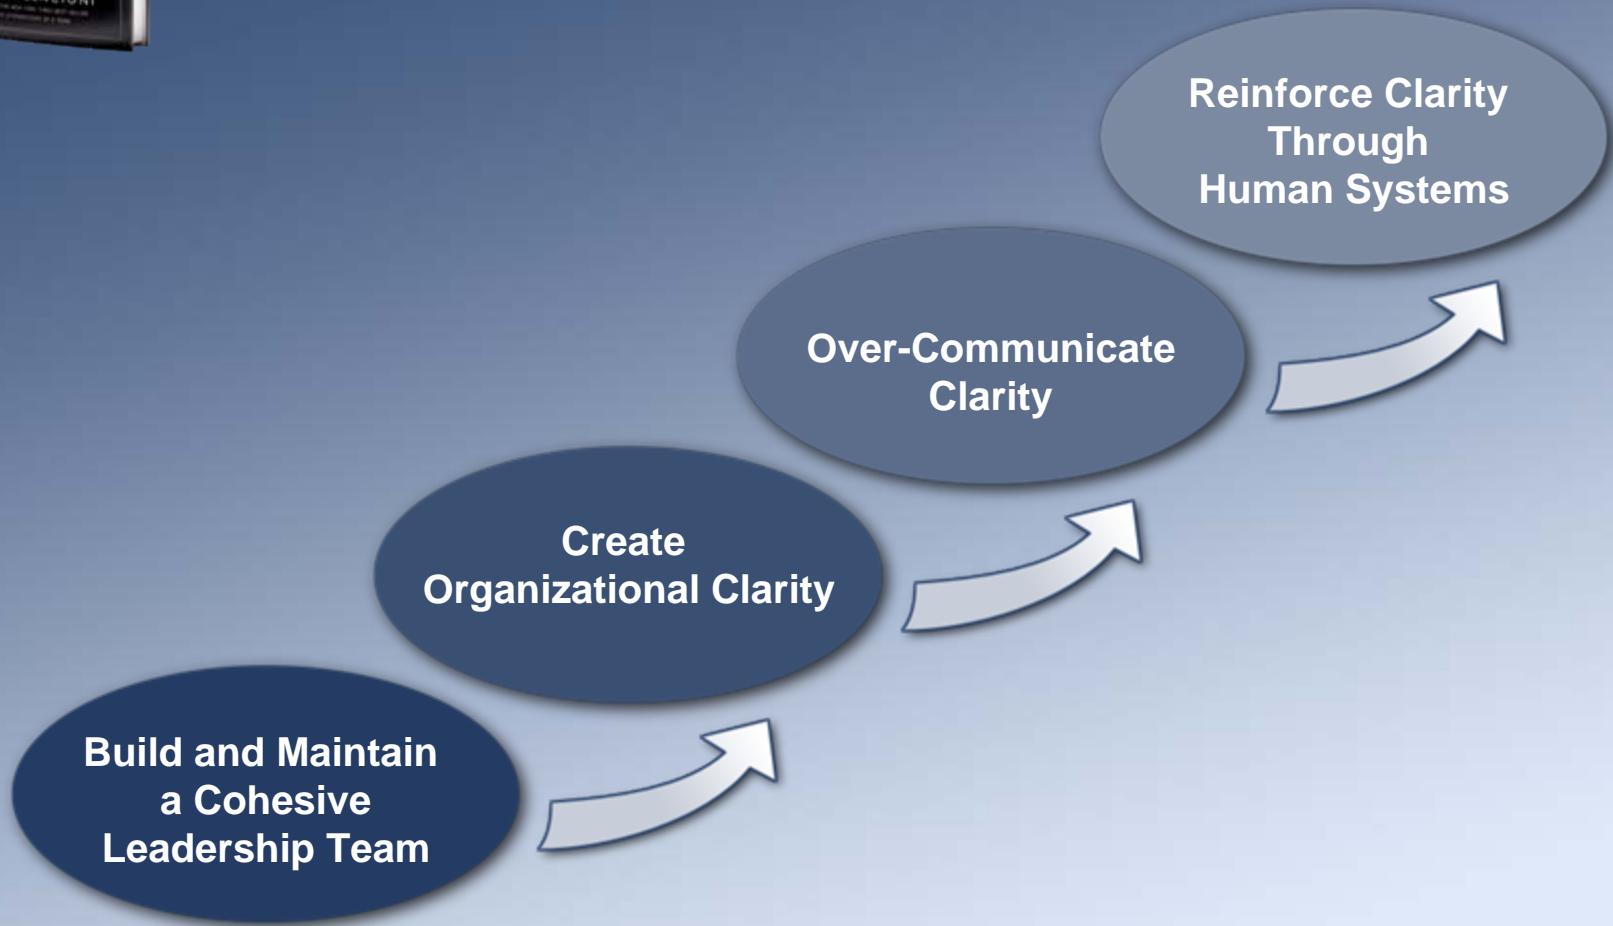 Reinforce Clarity
Through
Human Systems
Over-Communicate
Clarity
Create
Organizational Clarity
Build and Maintain
a Cohesive
Leadership Team